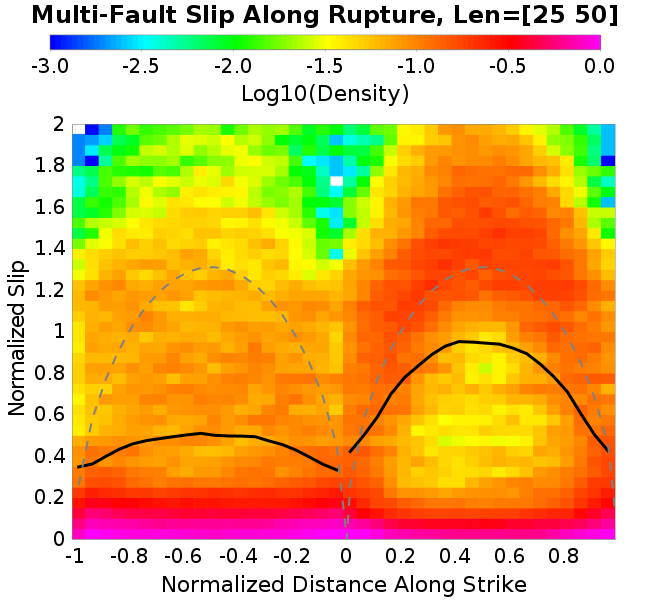 Multi-Fault Slip Along Rupture, Len=[25 50]
-3.0 -2.5 -2.0 -1.5 -1.0 -0.5 0.0
Log10(Density)
2
1.8
1.6
1.4
1.2
1
0.8
0.6
0.4
0.2
0
Normalized Slip
-1 -0.8 -0.6 -0.4 -0.2 0 0.2 0.4 0.6 0.8
Normalized Distance Along Strike